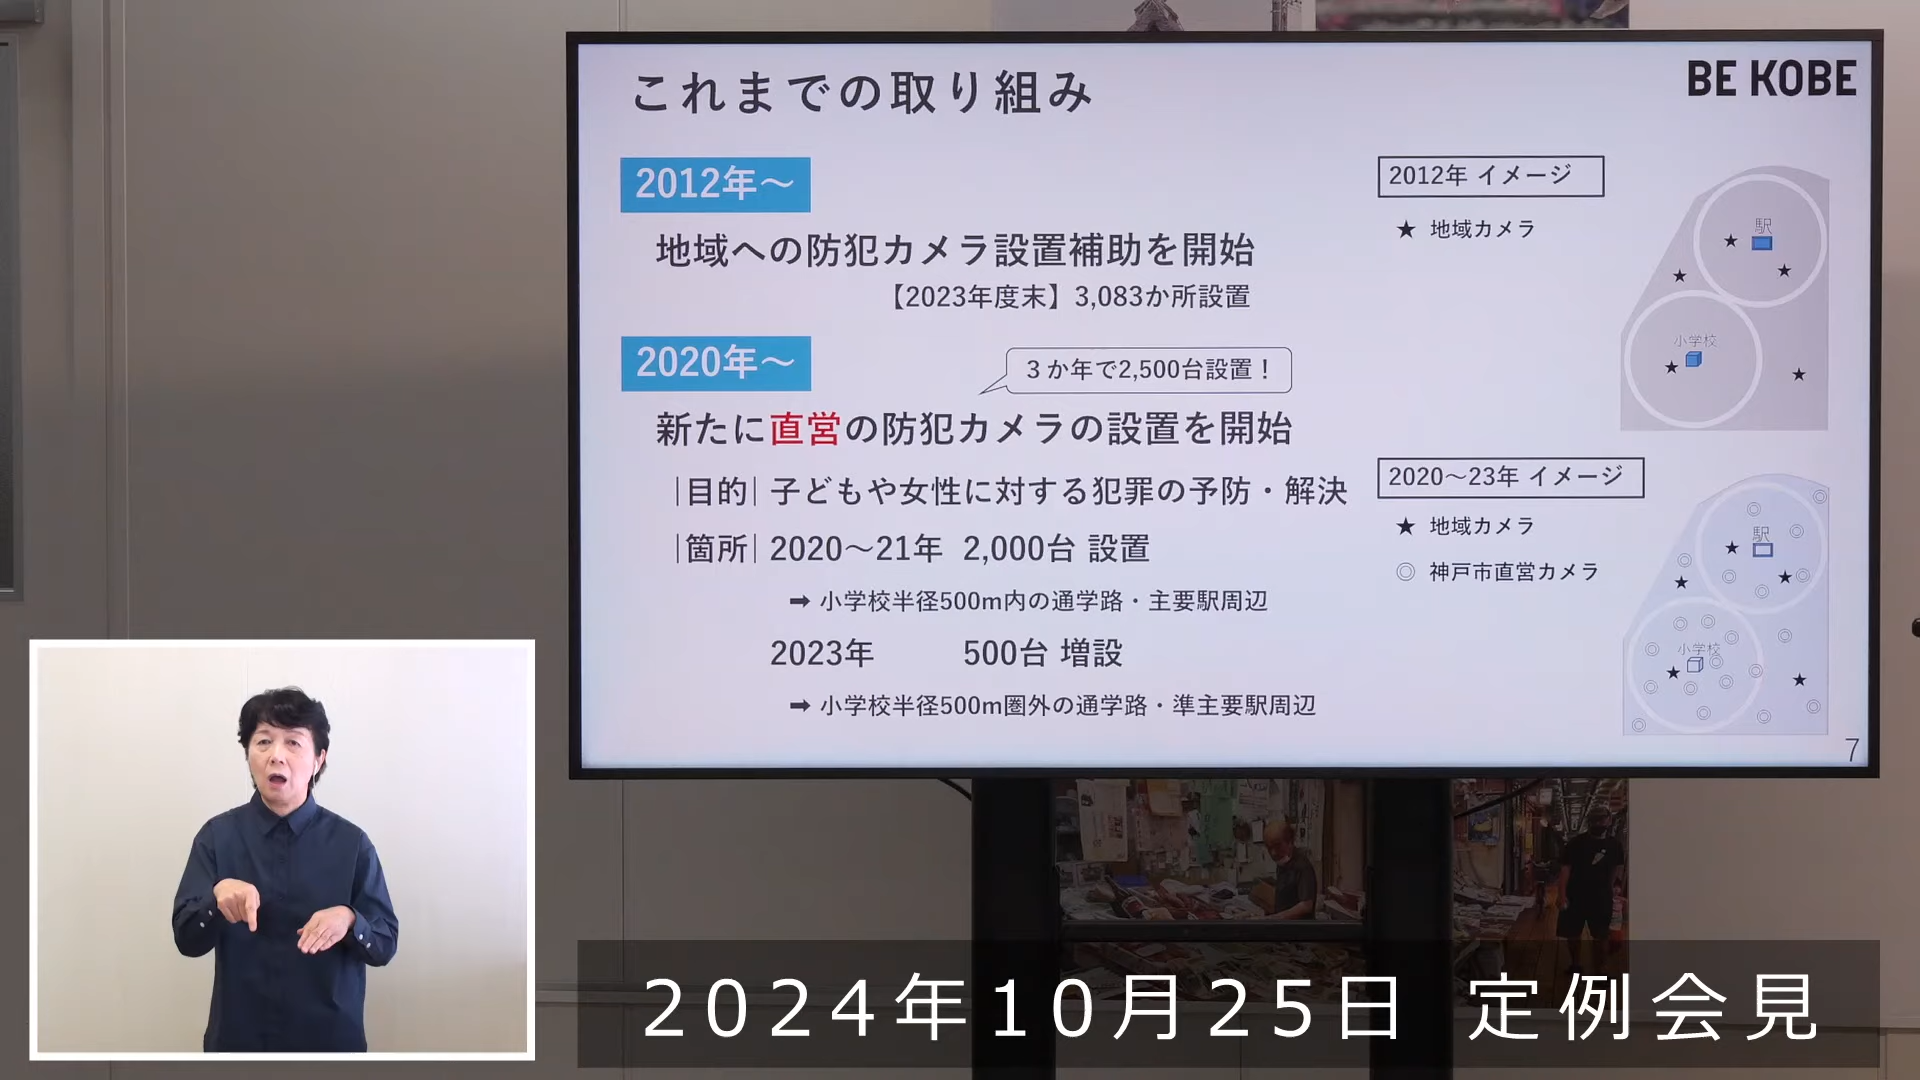 これまでの取り組み
BE KOBE
2012年～
地域への防犯カメラ設置補助を開始
【2023年度末】3,083か所設置
2020年～
３か年で2,500台設置！
新たに直営の防犯カメラの設置を開始
|目的| 子どもや女性に対する犯罪の予防・解決
|箇所| 2020～21年 2,000台 設置
➡ 小学校半径500m内の通学路・主要駅周辺
2023年 500台 増設
➡ 小学校半径500m圏外の通学路・準主要駅周辺
2012年 イメージ
★ 地域カメラ
駅
小学校
2020～23年 イメージ
★ 地域カメラ
◎ 神戸市直営カメラ
駅
小学校
7
2024年10月25日 定例会見